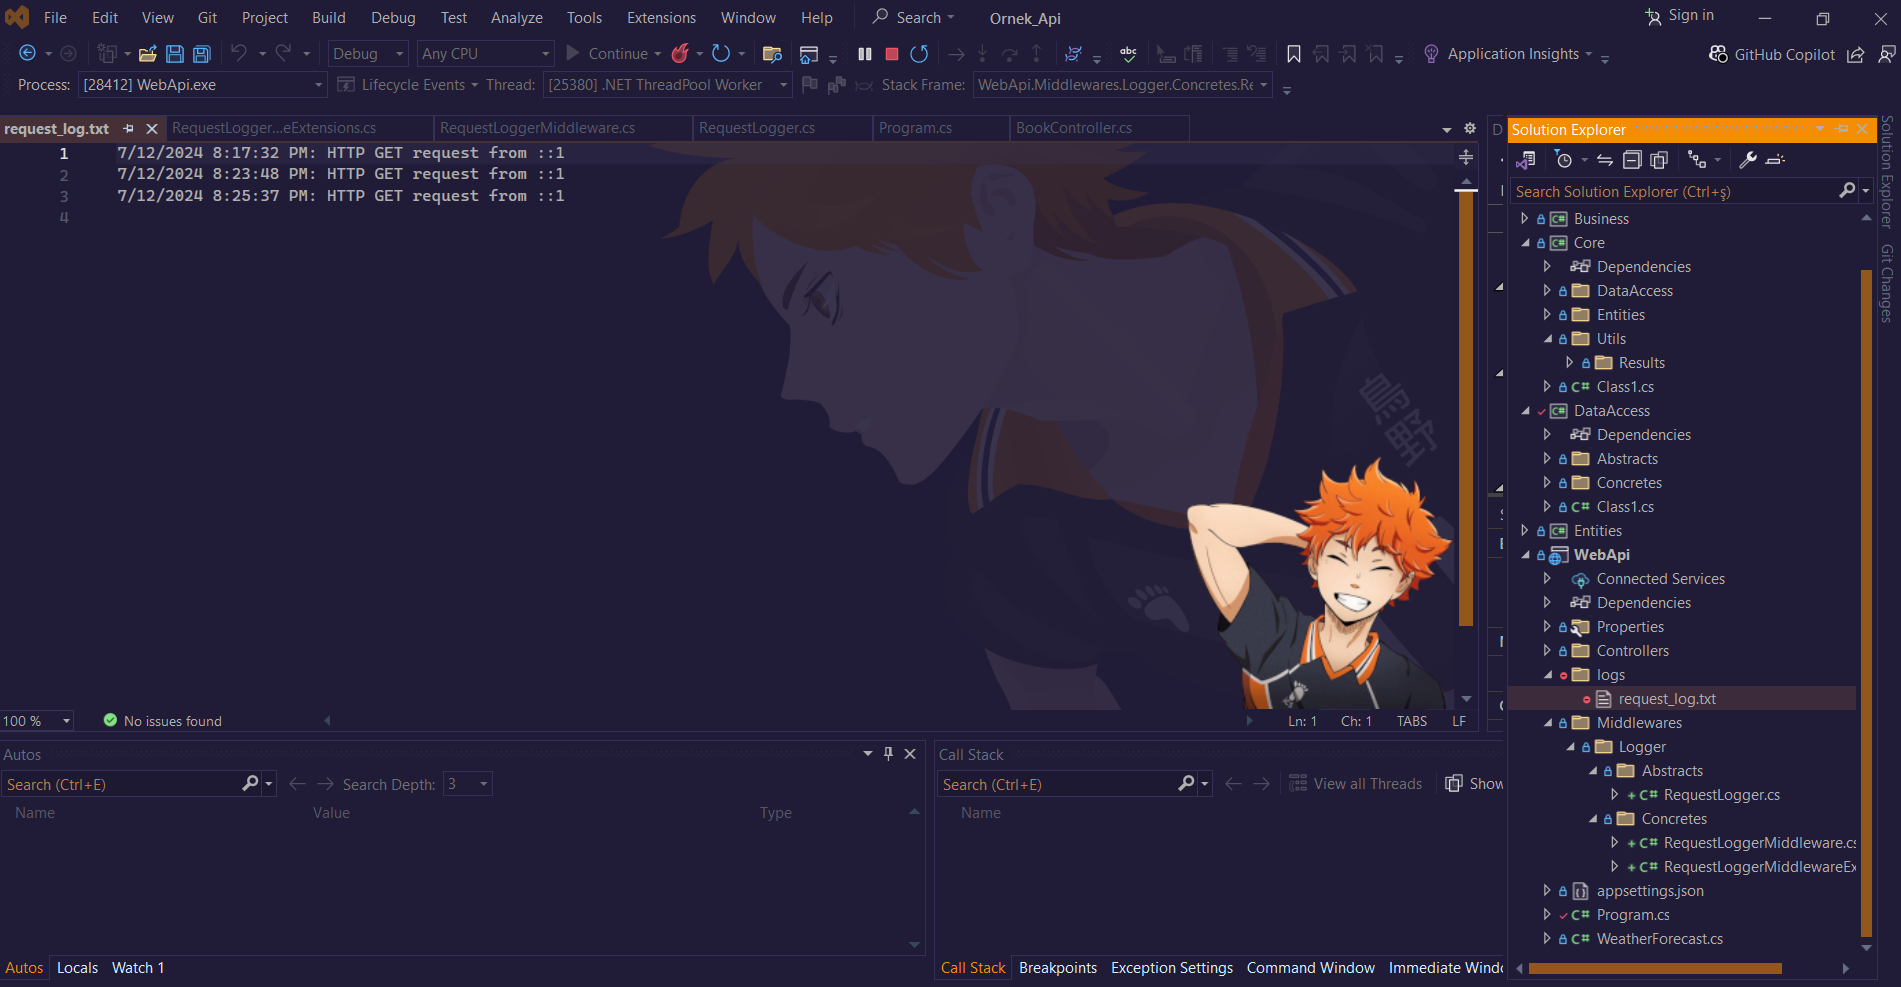 File Edit View Git Project Build Debug Test Analyze Tools Extensions Window Help Search Ornek_Api Sign in
Debug Any CPU Continue abc Application Insights GitHub Copilot
Process: [28412] WebApi.exe Lifecycle Events Thread: [25380] .NET ThreadPool Worker Stack Frame: WebApi.Middlewares.Logger.Concretes.Re
request_log.txt RequestLogger...eExtensions.cs RequestLoggerMiddleware.cs RequestLogger.cs Program.cs BookController.cs
1 7/12/2024 8:17:32 PM: HTTP GET request from ::1
2 7/12/2024 8:23:48 PM: HTTP GET request from ::1
3 7/12/2024 8:25:37 PM: HTTP GET request from ::1
4
烏野
100 % No issues found Ln: 1 Ch: 1 TABS LF
Autos
Search (Ctrl+E) Search Depth: 3
Name Value Type
Autos Locals Watch 1
Call Stack
Search (Ctrl+E) View all Threads Show
Name
Call Stack Breakpoints Exception Settings Command Window Immediate Windo
Solution Explorer
Search Solution Explorer (Ctrl+ş)
Business
Core
Dependencies
DataAccess
Entities
Utils
Results
Class1.cs
DataAccess
Dependencies
Abstracts
Concretes
Class1.cs
Entities
WebApi
Connected Services
Dependencies
Properties
Controllers
logs
request_log.txt
Middlewares
Logger
Abstracts
RequestLogger.cs
Concretes
RequestLoggerMiddleware.cs
RequestLoggerMiddlewareEx
appsettings.json
Program.cs
WeatherForecast.cs
Solution Explorer
Git Changes